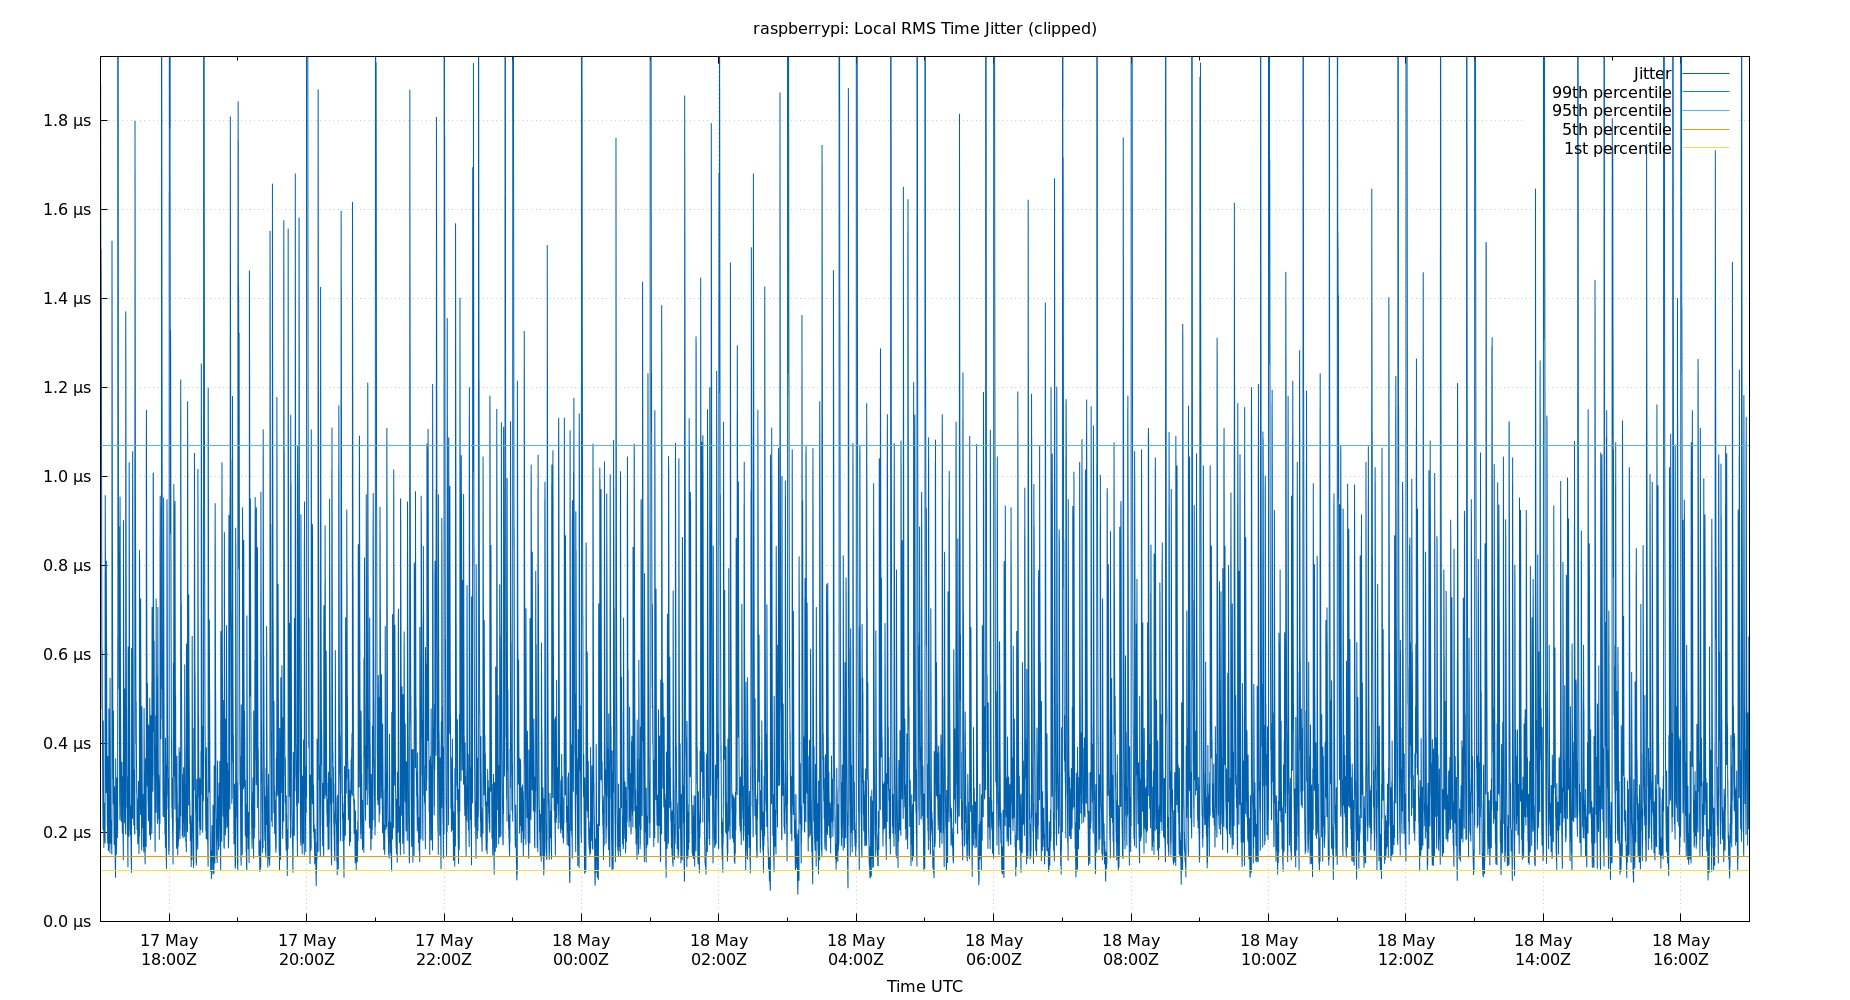 raspberrypi: Local RMS Time Jitter (clipped)
Jitter
99th percentile
95th percentile
5th percentile
1st percentile
1.8 µs
1.6 µs
1.4 µs
1.2 µs
1.0 µs
0.8 µs
0.6 µs
0.4 µs
0.2 µs
0.0 µs
17 May 17 May 17 May 18 May 18 May 18 May 18 May 18 May 18 May 18 May 18 May 18 May
18:00Z 20:00Z 22:00Z 00:00Z 02:00Z 04:00Z 06:00Z 08:00Z 10:00Z 12:00Z 14:00Z 16:00Z
Time UTC